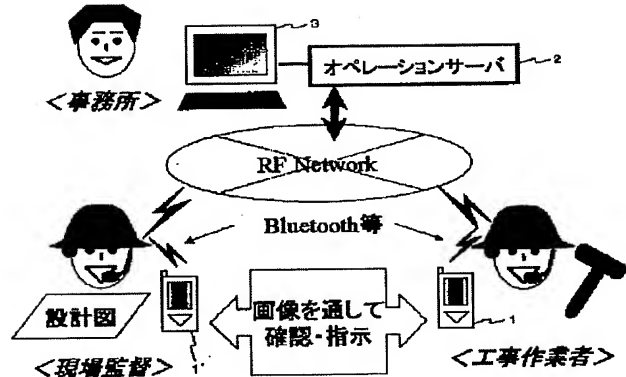 3
オペレーションサーバ
2
<事務所>
RF Network
Bluetooth等
設計図
画像を通して
確認・指示
1'
1
<現場監督>
<工事作業者>